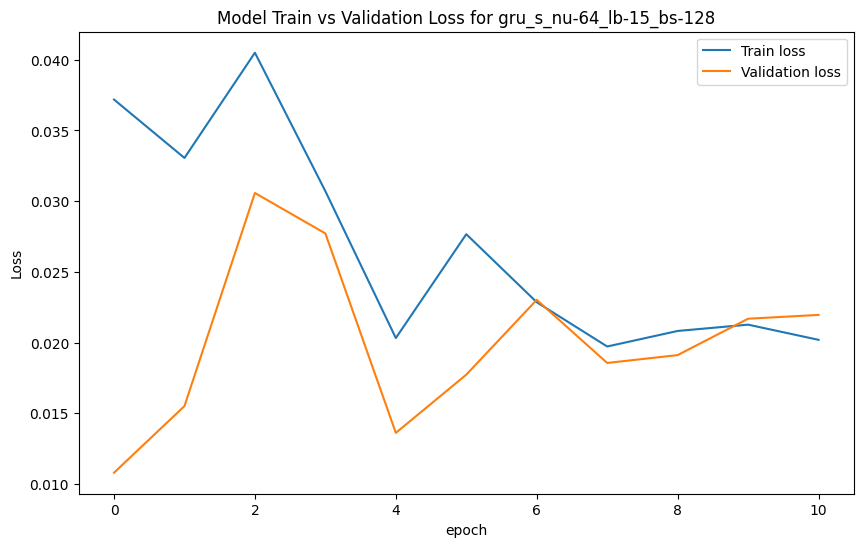 Model Train vs Validation Loss for gru_s_nu-64_lb-15_bs-128
Train loss
Validation loss
0.040
0.035
0.030
0.025
0.020
0.015
0.010
Loss
0 2 4 6 8 10
epoch